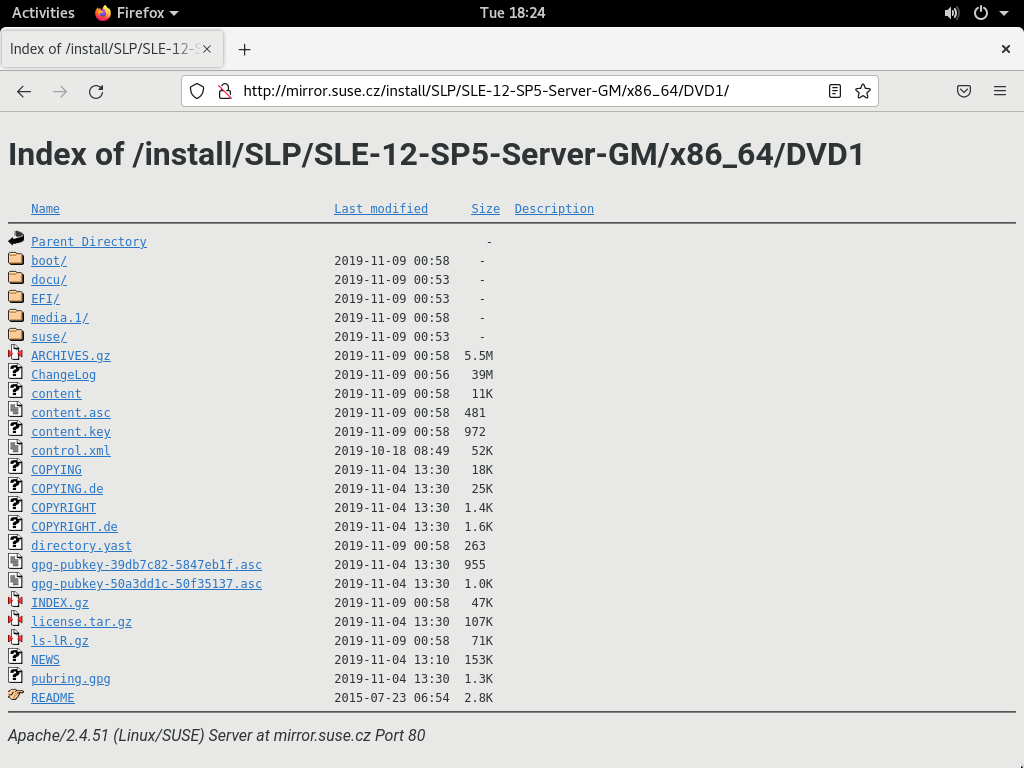 Activities Firefox Tue 18:24
Index of /install/SLP/SLE-12-S
http://mirror.suse.cz/install/SLP/SLE-12-SP5-Server-GM/x86_64/DVD1/
Index of /install/SLP/SLE-12-SP5-Server-GM/x86_64/DVD1
Name Last modified Size Description
Parent Directory -
boot/ 2019-11-09 00:58 -
docu/ 2019-11-09 00:53 -
EFI/ 2019-11-09 00:53 -
media.1/ 2019-11-09 00:58 -
suse/ 2019-11-09 00:53 -
ARCHIVES.gz 2019-11-09 00:58 5.5M
ChangeLog 2019-11-09 00:56 39M
content 2019-11-09 00:58 11K
content.asc 2019-11-09 00:58 481
content.key 2019-11-09 00:58 972
control.xml 2019-10-18 08:49 52K
COPYING 2019-11-04 13:30 18K
COPYING.de 2019-11-04 13:30 25K
COPYRIGHT 2019-11-04 13:30 1.4K
COPYRIGHT.de 2019-11-04 13:30 1.6K
directory.yast 2019-11-09 00:58 263
gpg-pubkey-39db7c82-5847eb1f.asc 2019-11-04 13:30 955
gpg-pubkey-50a3dd1c-50f35137.asc 2019-11-04 13:30 1.0K
INDEX.gz 2019-11-09 00:58 47K
license.tar.gz 2019-11-04 13:30 107K
ls-lR.gz 2019-11-09 00:58 71K
NEWS 2019-11-04 13:10 153K
pubring.gpg 2019-11-04 13:30 1.3K
README 2015-07-23 06:54 2.8K
Apache/2.4.51 (Linux/SUSE) Server at mirror.suse.cz Port 80